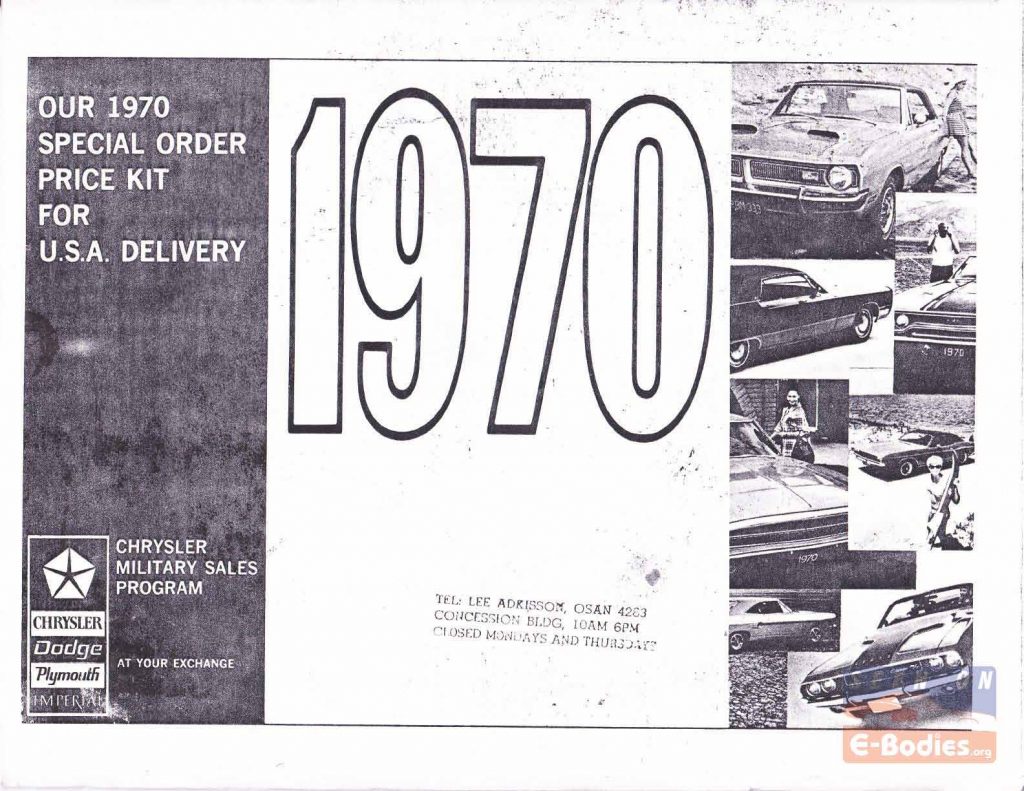 OUR 1970
SPECIAL ORDER
PRICE KIT
FOR
U.S.A. DELIVERY
1970
CHRYSLER
MILITARY SALES
PROGRAM
CHRYSLER
Dodge
Plymouth
IMPERIAL
AT YOUR EXCHANGE
TEL: LEE ADKISSON, OSAN 4263
CONCESSION BLDG, 10AM 6PM
CLOSED MONDAYS AND THURSDAYS
1970
1970
E-Bodies.org